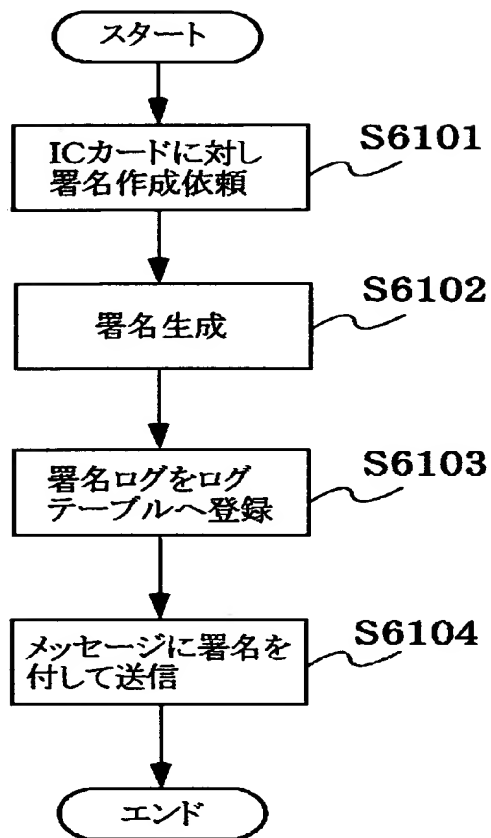 スタート
ICカードに対し
署名作成依頼
S6101
署名生成
S6102
署名ログをログ
テーブルへ登録
S6103
メッセージに署名を
付して送信
S6104
エンド